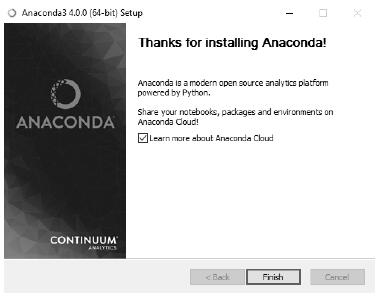 Anaconda3 4.0.0 (64-bit) Setup
Thanks for installing Anaconda!
Anaconda is a modern open source analytics platform
powered by Python.
Share your notebooks, packages and environments on
Anaconda Cloud!
Learn more about Anaconda Cloud
ANACONDA
CONTINUUM
ANALYTICS
< Back
Finish
Cancel